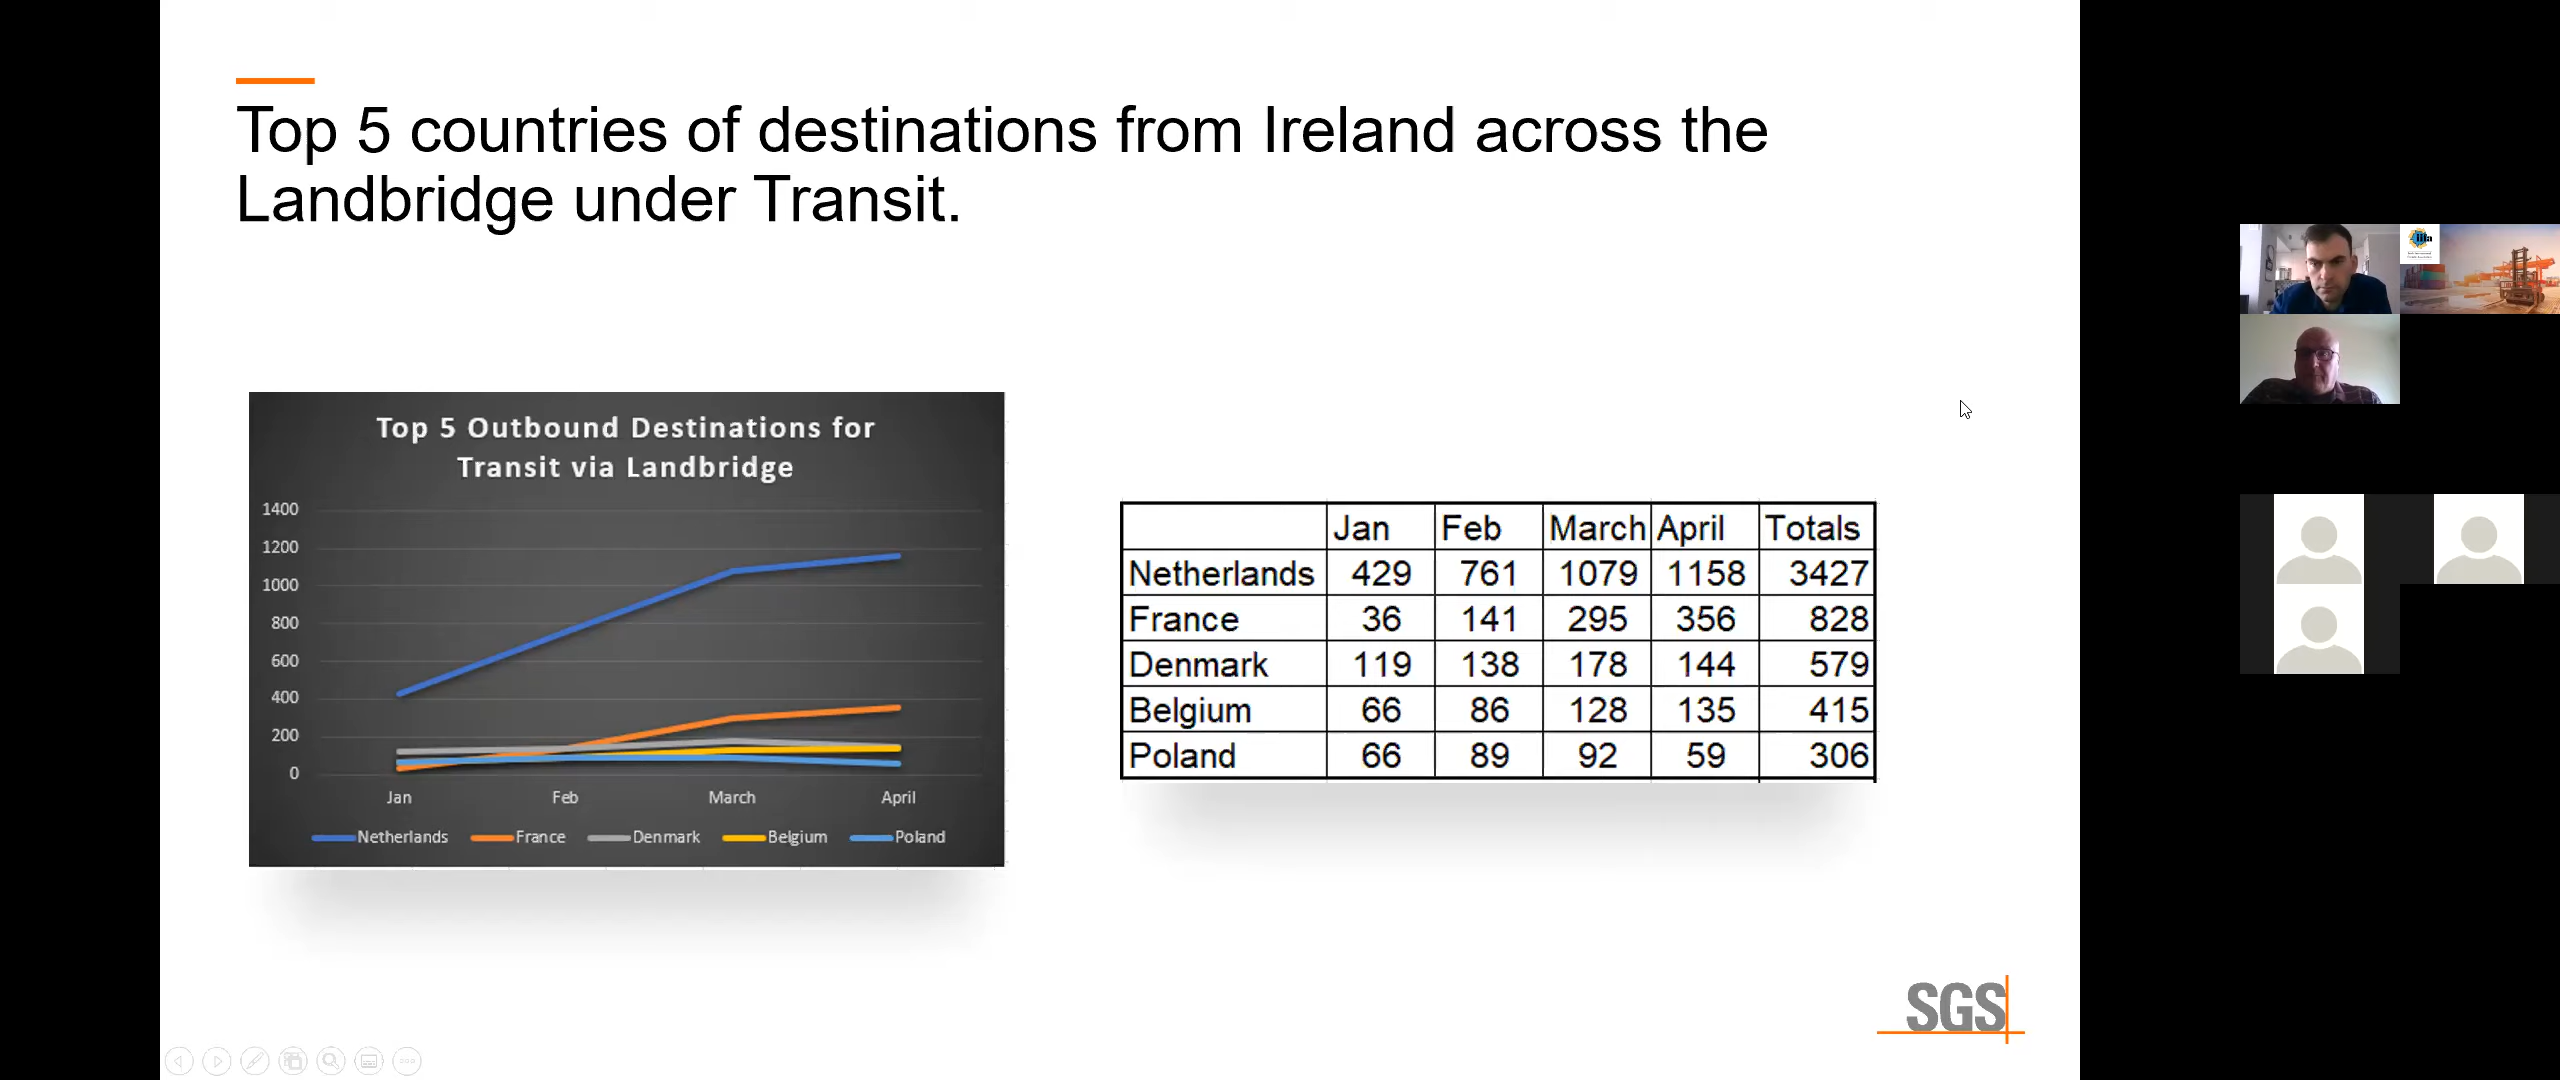 Top 5 countries of destinations from Ireland across the
Landbridge under Transit.
Top 5 Outbound Destinations for
Transit via Landbridge
1400
1200
1000
800
600
400
200
0
Jan Feb March April
Netherlands France Denmark Belgium Poland
Jan Feb March April Totals
Netherlands 429 761 1079 1158 3427
France 36 141 295 356 828
Denmark 119 138 178 144 579
Belgium 66 86 128 135 415
Poland 66 89 92 59 306
SGS